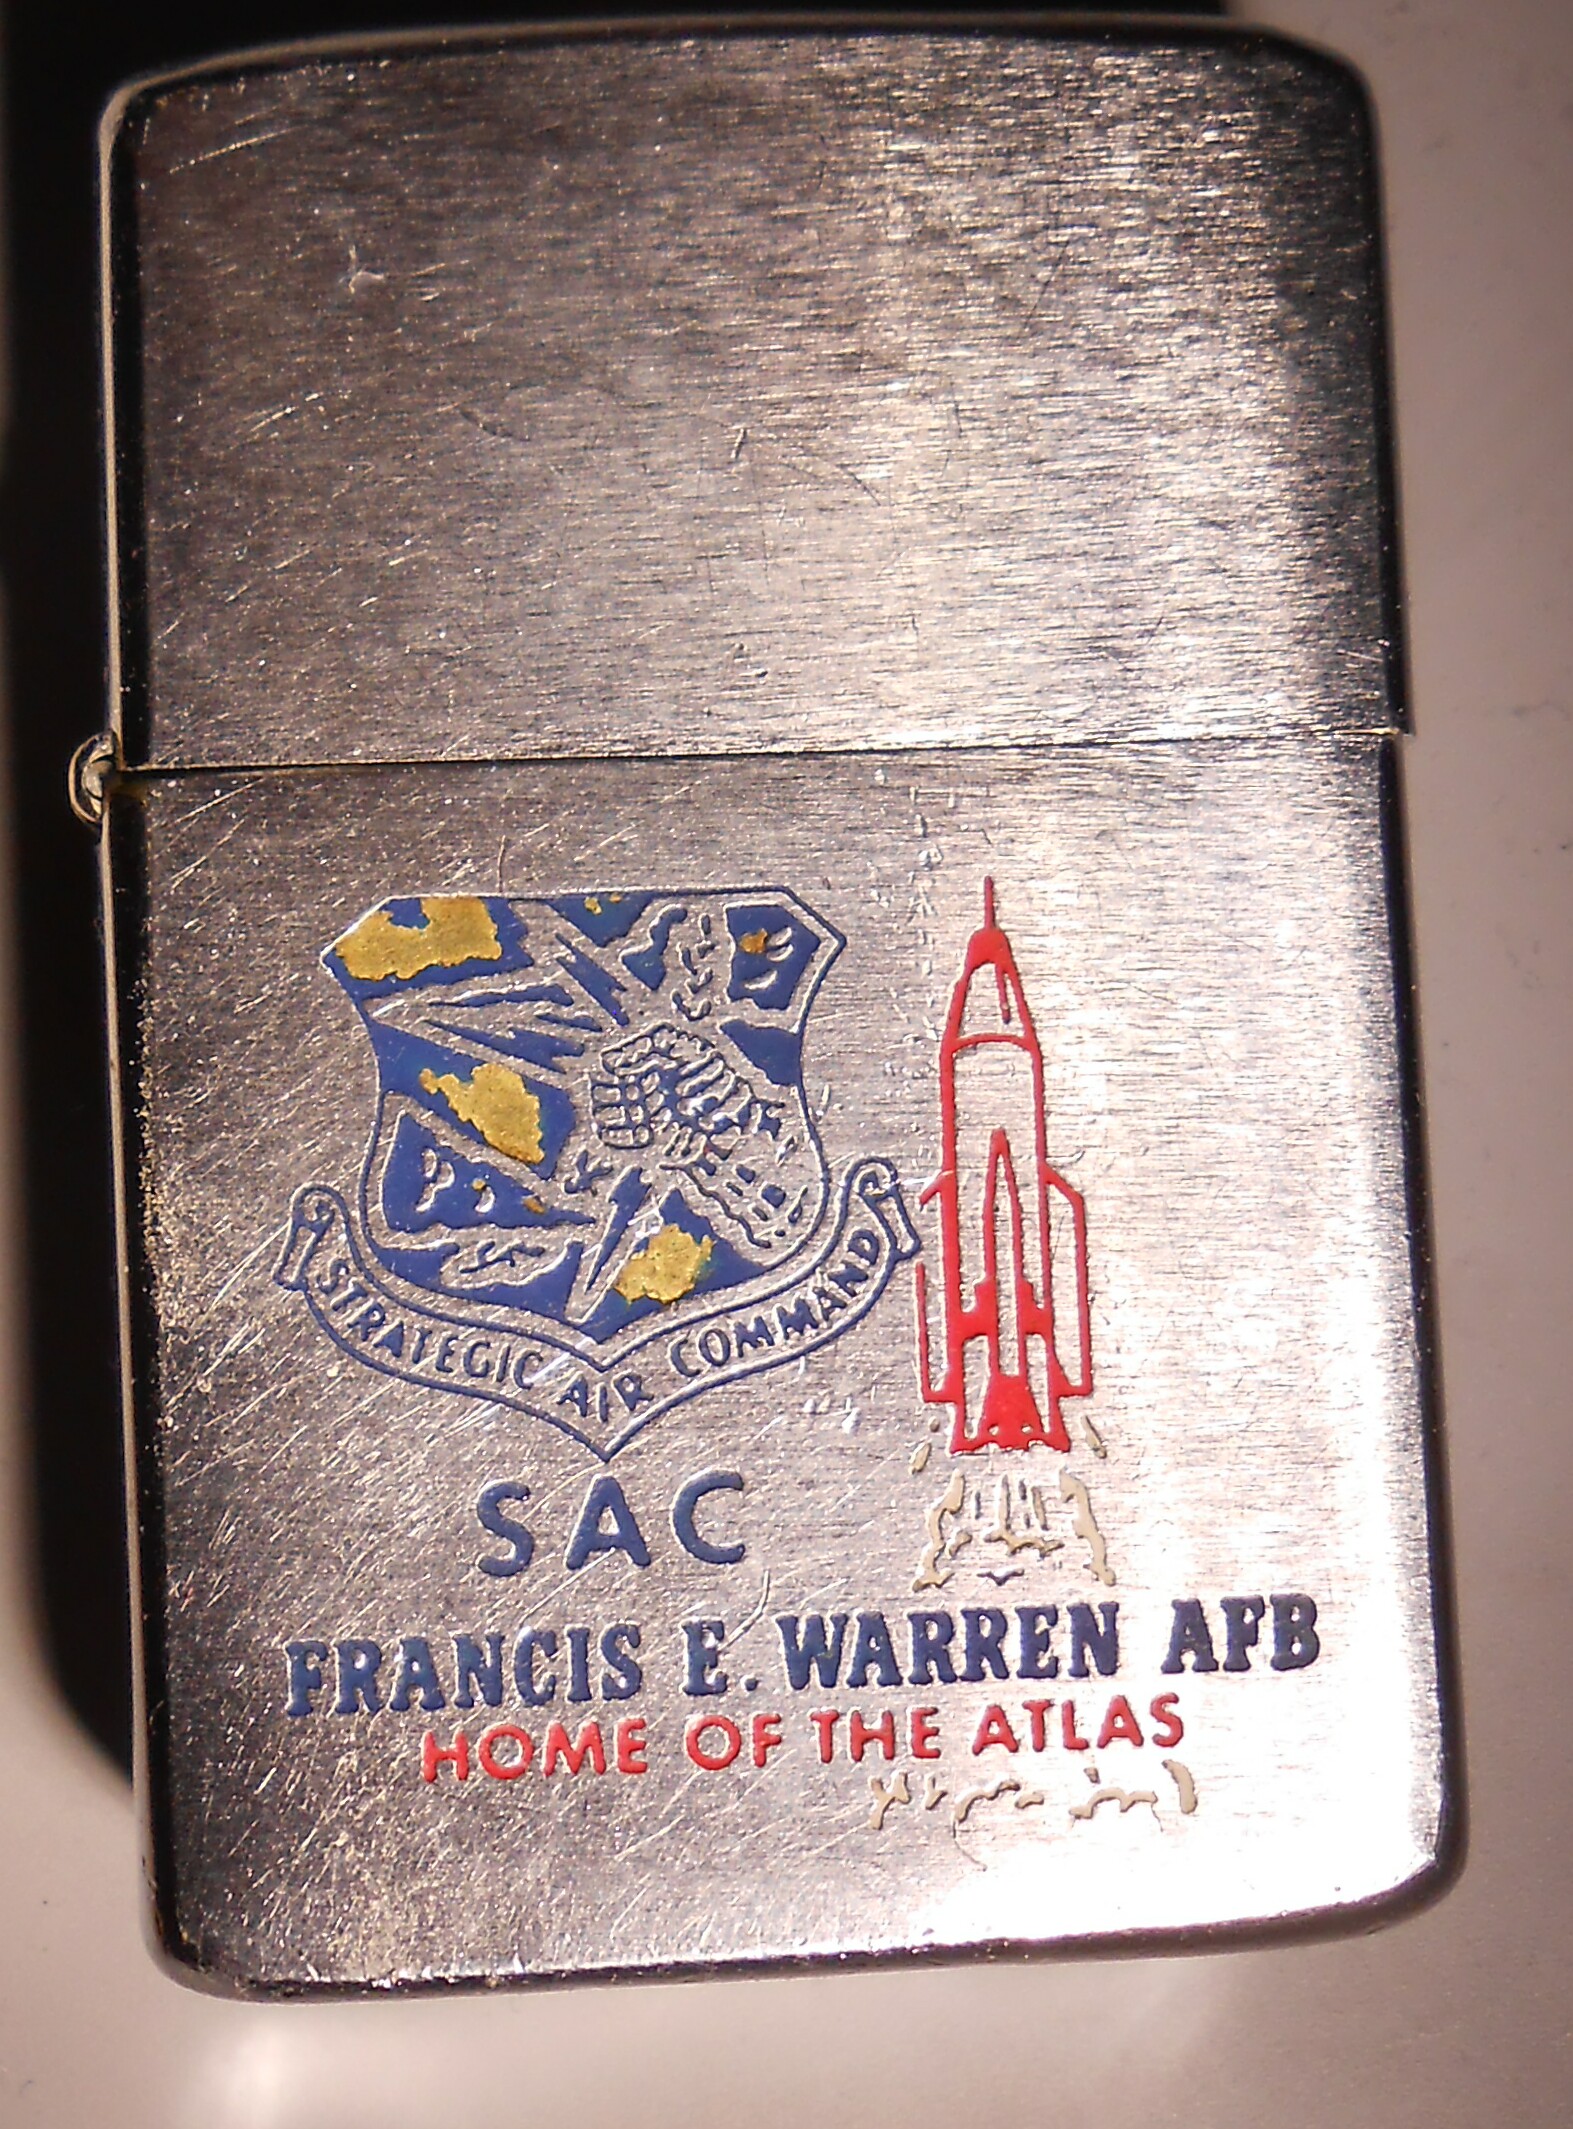 STRATEGIC AIR COMMAND
SAC
FRANCIS E. WARREN AFB
HOME OF THE ATLAS